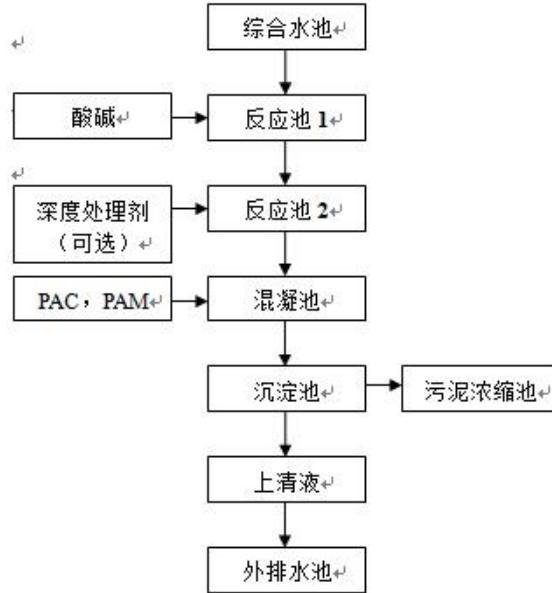 综合水池
酸碱
反应池 1
深度处理剂
（可选）
反应池 2
PAC，PAM
混凝池
沉淀池
污泥浓缩池
上清液
外排水池